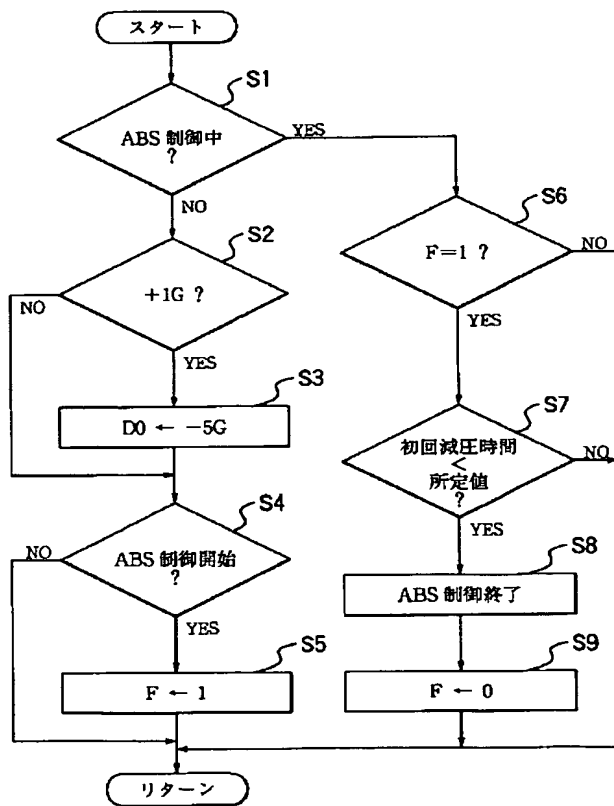 スタート
S1
ABS 制御中
?
YES
NO
S2
+1G ?
NO
YES
S3
D0 ← −5G
S4
ABS 制御開始
?
NO
YES
S5
F ← 1
リターン
S6
F=1 ?
NO
YES
S7
初回減圧時間
<
所定値
?
NO
YES
S8
ABS 制御終了
S9
F ← 0